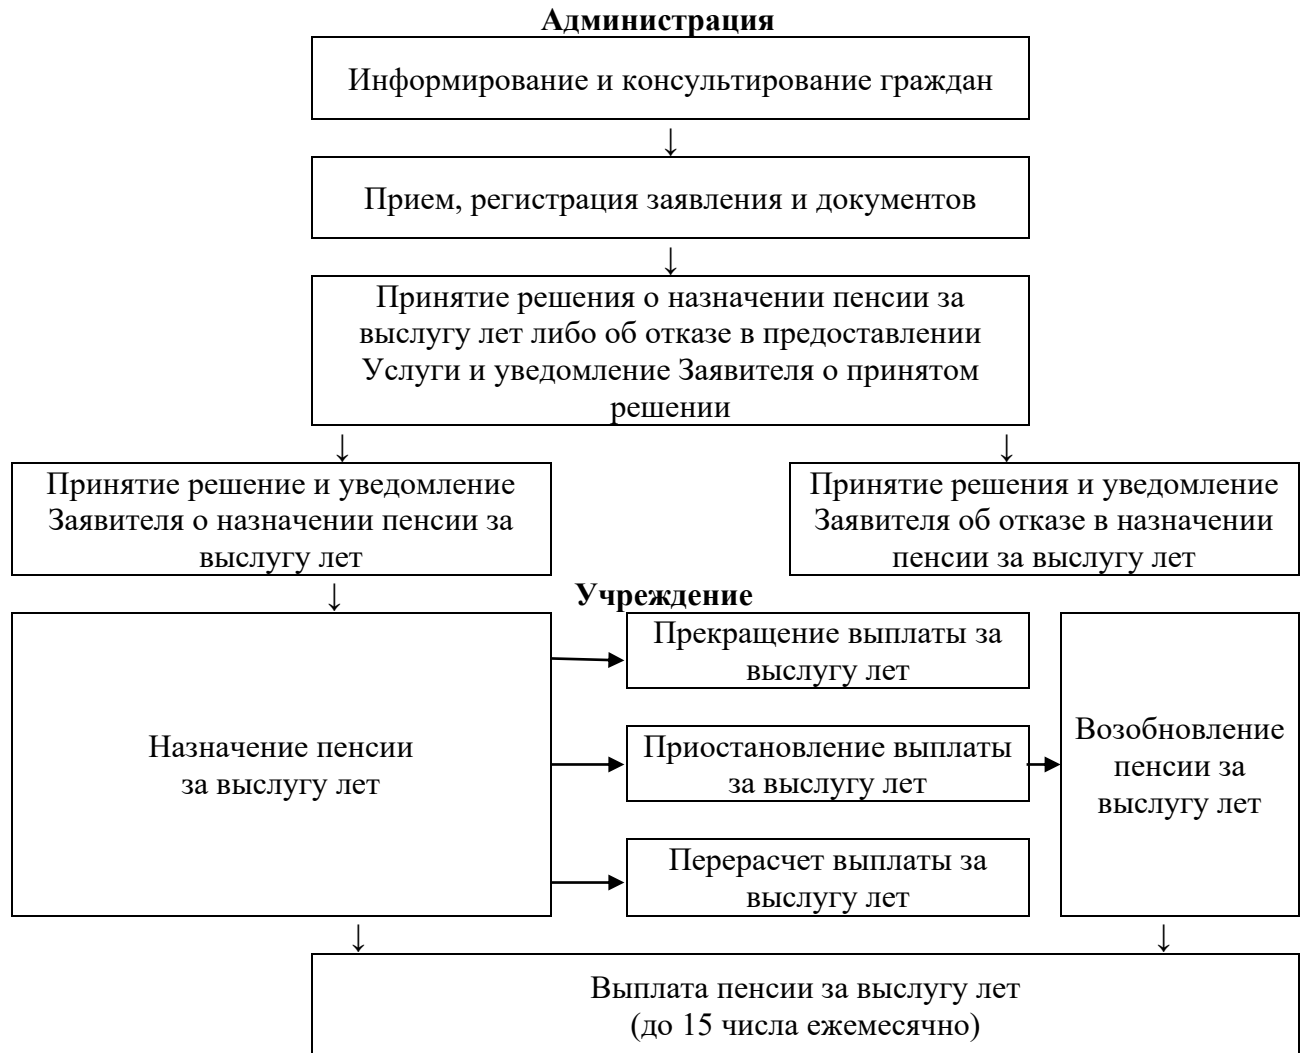 Администрация
Информирование и консультирование граждан
↓
Прием, регистрация заявления и документов
↓
Принятие решения о назначении пенсии за
выслугу лет либо об отказе в предоставлении
Услуги и уведомление Заявителя о принятом
решении
↓
↓
Принятие решение и уведомление
Заявителя о назначении пенсии за
выслугу лет
Принятие решения и уведомление
Заявителя об отказе в назначении
пенсии за выслугу лет
↓
Учреждение
Назначение пенсии
за выслугу лет
Прекращение выплаты за
выслугу лет
Приостановление выплаты
за выслугу лет
Перерасчет выплаты за
выслугу лет
Возобновление
пенсии за
выслугу лет
↓
↓
Выплата пенсии за выслугу лет
(до 15 числа ежемесячно)